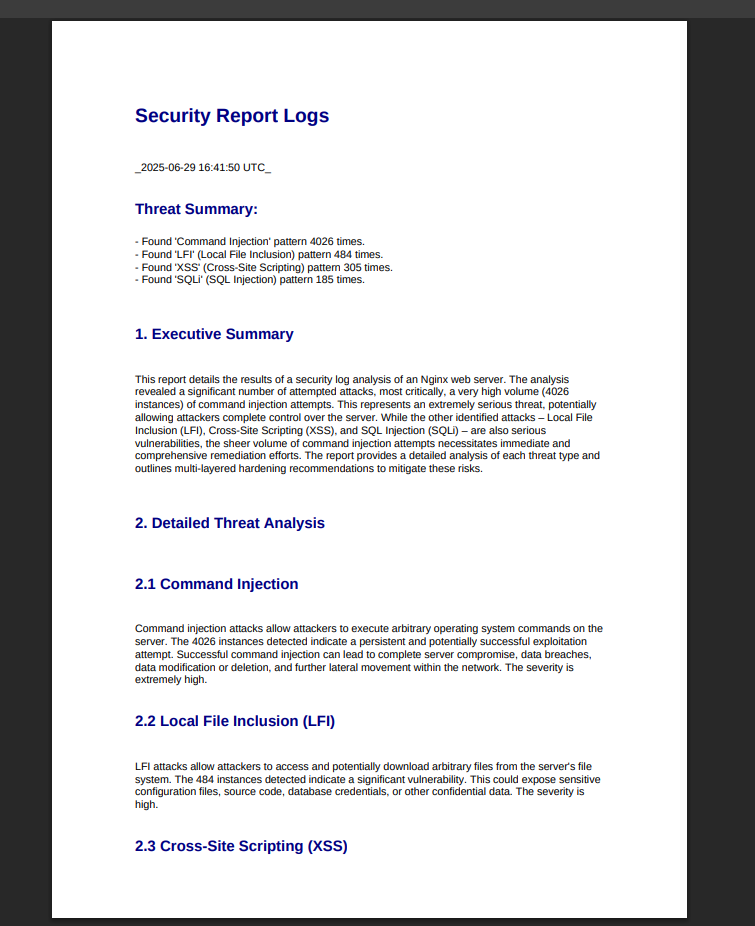 Security Report Logs
_2025-06-29 16:41:50 UTC_
Threat Summary:
- Found 'Command Injection' pattern 4026 times.
- Found 'LFI' (Local File Inclusion) pattern 484 times.
- Found 'XSS' (Cross-Site Scripting) pattern 305 times.
- Found 'SQLi' (SQL Injection) pattern 185 times.
1. Executive Summary
This report details the results of a security log analysis of an Nginx web server. The analysis
revealed a significant number of attempted attacks, most critically, a very high volume (4026
instances) of command injection attempts. This represents an extremely serious threat, potentially
allowing attackers complete control over the server. While the other identified attacks – Local File
Inclusion (LFI), Cross-Site Scripting (XSS), and SQL Injection (SQLi) – are also serious
vulnerabilities, the sheer volume of command injection attempts necessitates immediate and
comprehensive remediation efforts. The report provides a detailed analysis of each threat type and
outlines multi-layered hardening recommendations to mitigate these risks.
2. Detailed Threat Analysis
2.1 Command Injection
Command injection attacks allow attackers to execute arbitrary operating system commands on the
server. The 4026 instances detected indicate a persistent and potentially successful exploitation
attempt. Successful command injection can lead to complete server compromise, data breaches,
data modification or deletion, and further lateral movement within the network. The severity is
extremely high.
2.2 Local File Inclusion (LFI)
LFI attacks allow attackers to access and potentially download arbitrary files from the server's file
system. The 484 instances detected indicate a significant vulnerability. This could expose sensitive
configuration files, source code, database credentials, or other confidential data. The severity is
high.
2.3 Cross-Site Scripting (XSS)